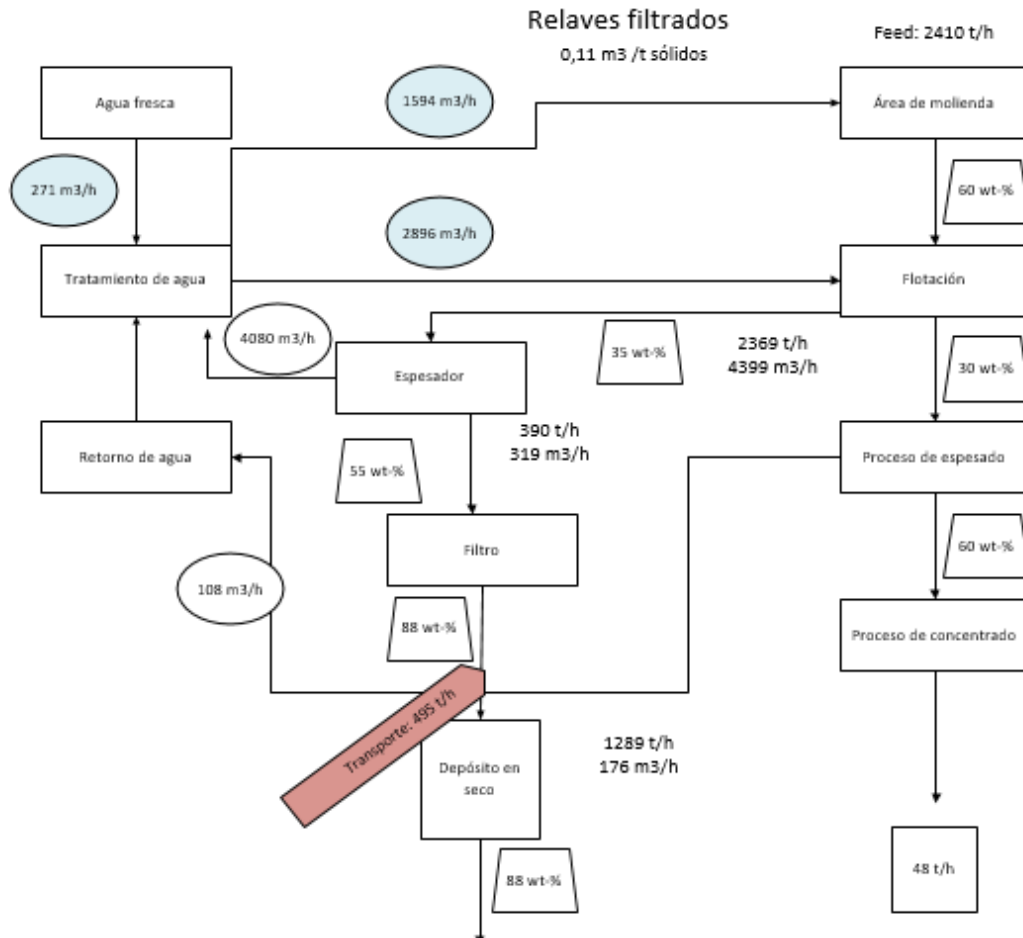 Relaves filtrados
0,11 m3 /t sólidos
Feed: 2410 t/h
Agua fresca
1594 m3/h
Área de molienda
271 m3/h
60 wt-%
2896 m3/h
Tratamiento de agua
Flotación
4080 m3/h
35 wt-%
2369 t/h
4399 m3/h
30 wt-%
Espesador
390 t/h
319 m3/h
Retorno de agua
55 wt-%
Proceso de espesado
Filtro
60 wt-%
108 m3/h
88 wt-%
Proceso de concentrado
Transporte: 495 t/h
1289 t/h
176 m3/h
Depósito en
seco
88 wt-%
48 t/h